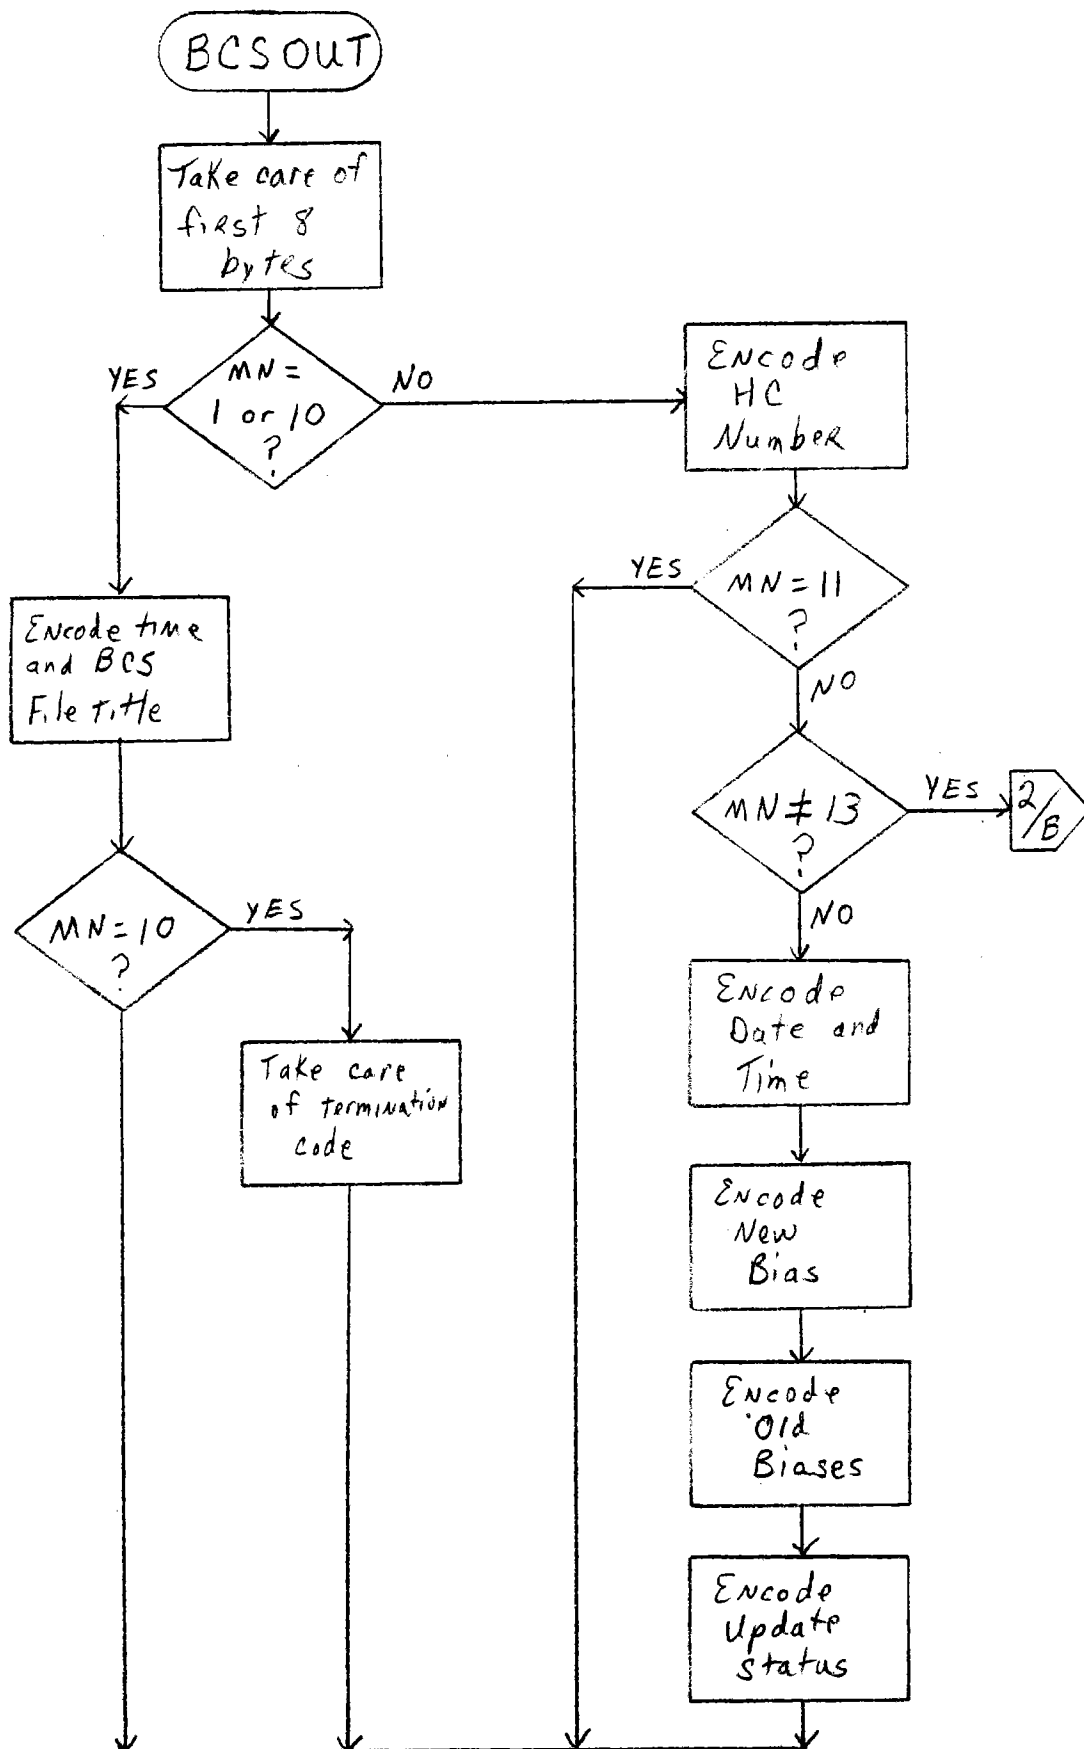 BCSOUT
Take care of
first 8
bytes
MN =
1 or 10
?
YES
NO
Encode
HC
Number
MN = 11
?
YES
NO
Encode time
and BCS
File Title
MN ≠ 13
?
YES
2/B
NO
MN = 10
?
YES
Encode
Date and
Time
Take care
of termination
code
Encode
New
Bias
Encode
Old
Biases
Encode
Update
Status